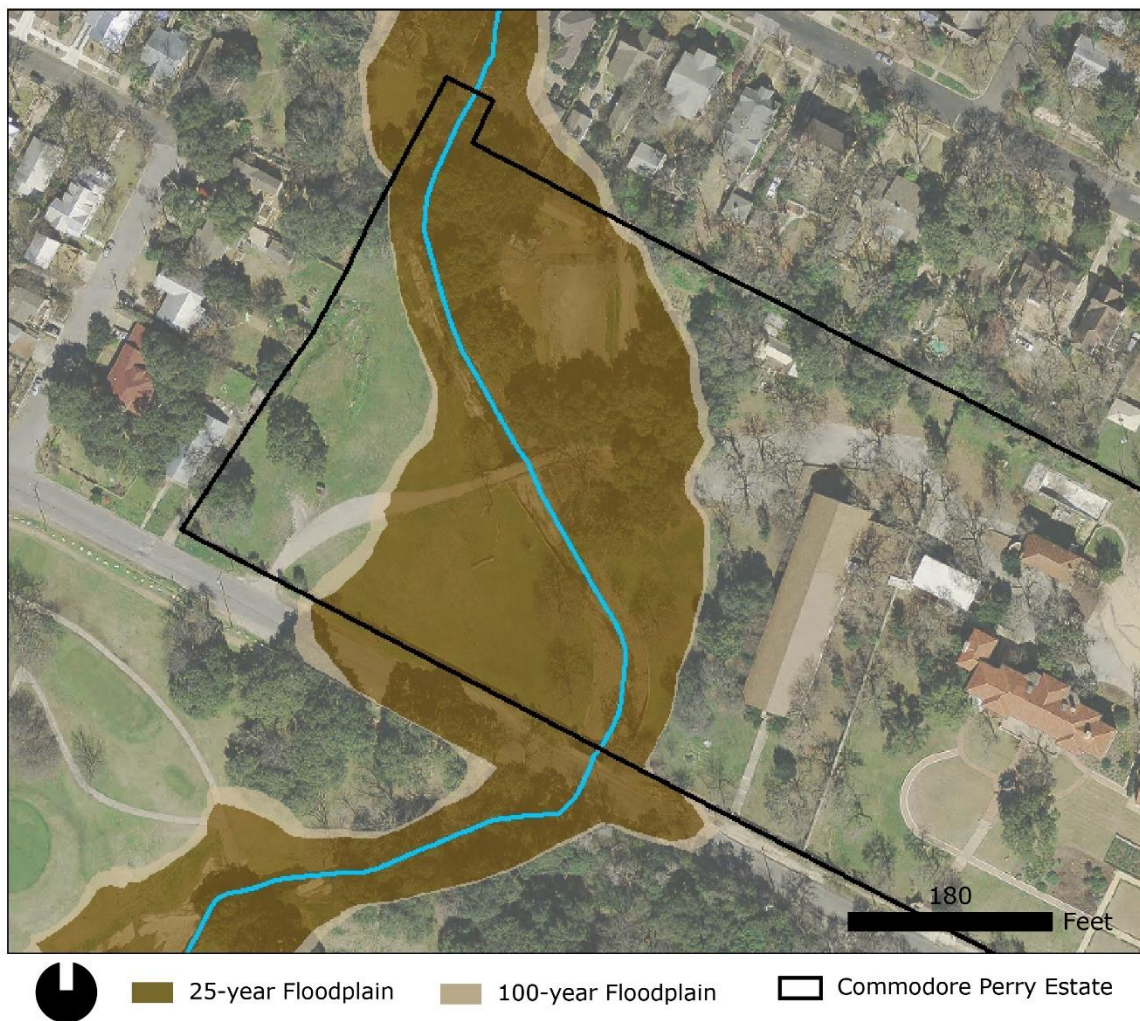 180
Feet
25-year Floodplain
100-year Floodplain
Commodore Perry Estate